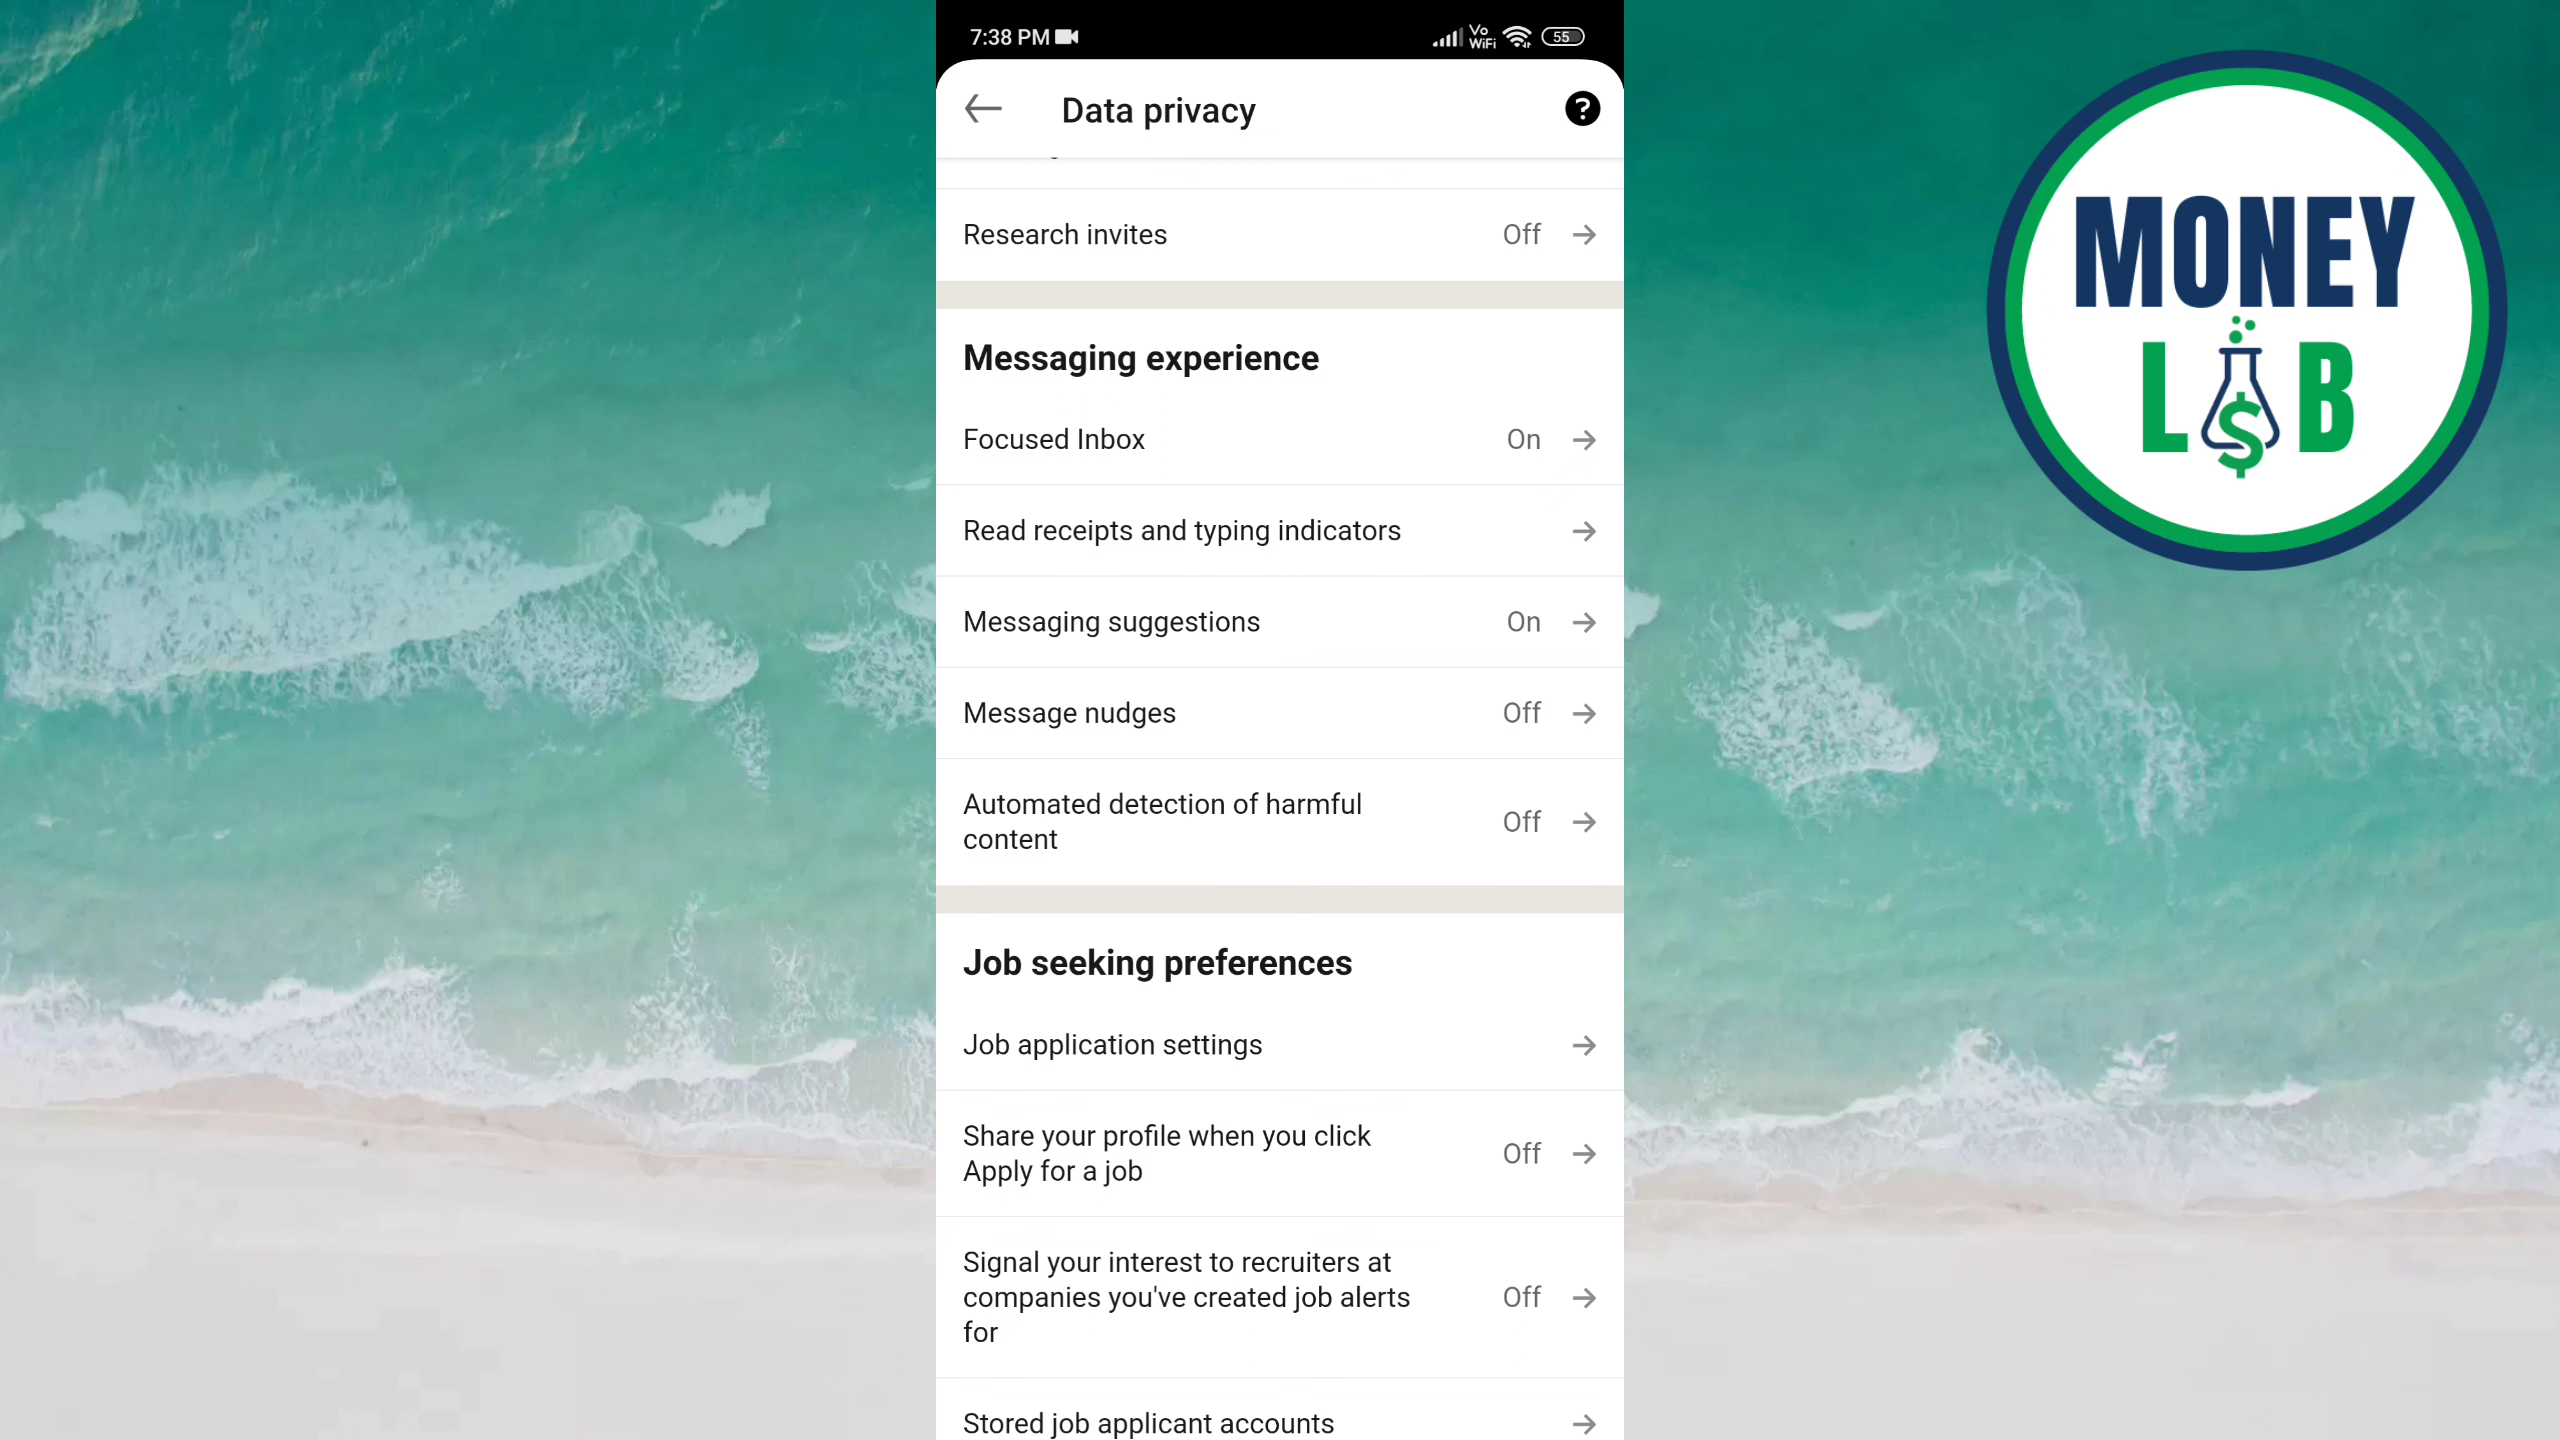 7:38 PM
Vo
WiFi
55
Data privacy
?
Research invites Off
Messaging experience
Focused Inbox On
Read receipts and typing indicators
Messaging suggestions On
Message nudges Off
Automated detection of harmful
content
Off
Job seeking preferences
Job application settings
Share your profile when you click
Apply for a job
Off
Signal your interest to recruiters at
companies you've created job alerts
for
Off
Stored job applicant accounts
MONEY
L$B